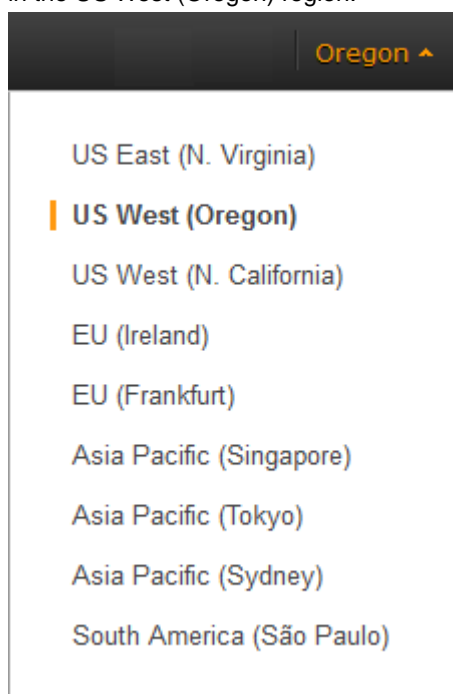 in the US West (Oregon) region.
Oregon
US East (N. Virginia)
US West (Oregon)
US West (N. California)
EU (Ireland)
EU (Frankfurt)
Asia Pacific (Singapore)
Asia Pacific (Tokyo)
Asia Pacific (Sydney)
South America (São Paulo)